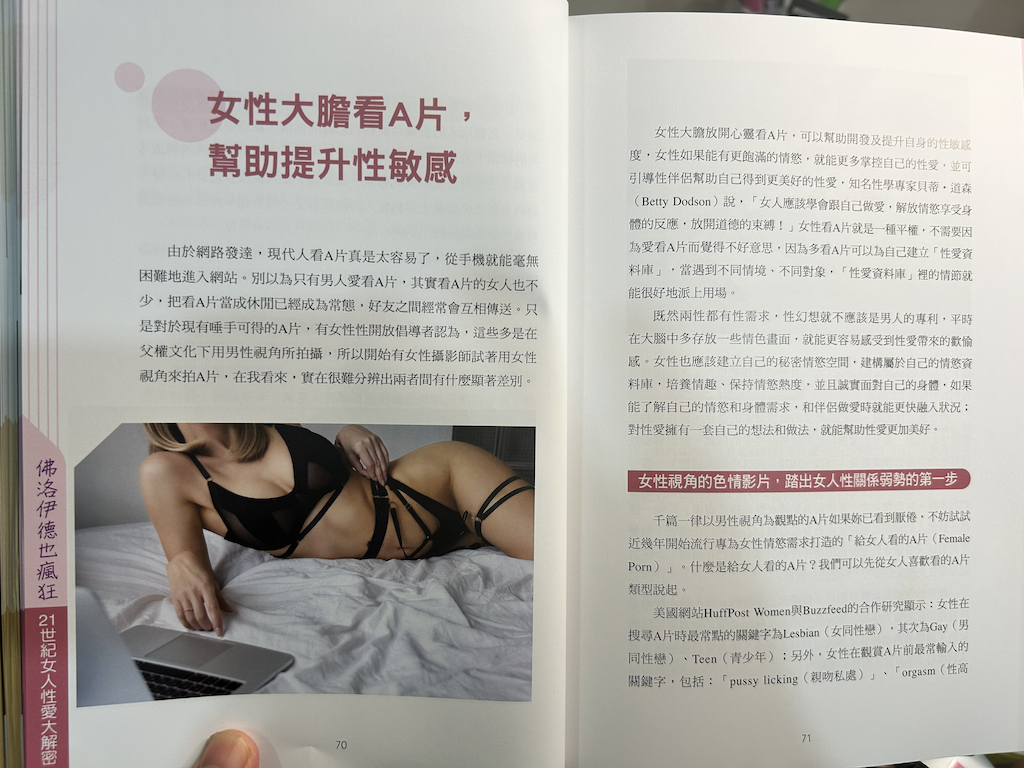 女性大膽看A片，
幫助提升性敏感
由於網路發達，現代人看A片真是太容易了，從手機就能毫無
困難地進入網站。別以為只有男人愛看A片，其實看A片的女人也不
少，把看A片當成休閒已經成為常態，好友之間經常會互相傳送。只
是對於現有唾手可得的A片，有女性性開放倡導者認為，這些多是在
父權文化下用男性視角所拍攝，所以開始有女性攝影師試著用女性
視角來拍A片，在我看來，實在很難分辨出兩者間有什麼顯著差別。
佛洛伊德也瘋狂
21世紀女人性愛大解密
70
女性大膽放開心靈看A片，可以幫助開發及提升自身的性敏感
度，女性如果能有更飽滿的情慾，就能更多掌控自己的性愛，並可
引導性伴侶幫助自己得到更美好的性愛，知名性學專家貝蒂·道森
（Betty Dodson）說，「女人應該學會跟自己做愛，解放情慾享受身
體的反應，放開道德的束縛！」女性看A片就是一種平權，不需要因
為愛看A片而覺得不好意思，因為多看A片可以為自己建立「性愛資
料庫」，當遇到不同情境、不同對象，「性愛資料庫」裡的情節就
能很好地派上用場。
既然兩性都有性需求，性幻想就不應該是男人的專利，平時
在大腦中多存放一些情色畫面，就能更容易感受到性愛帶來的歡愉
感。女性也應該建立自己的秘密情慾空間，建構屬於自己的情慾資
料庫，培養情趣、保持情慾熱度，並且誠實面對自己的身體，如果
能了解自己的情慾和身體需求，和伴侶做愛時就能更快融入狀況；
對性愛擁有一套自己的想法和做法，就能幫助性愛更加美好。
女性視角的色情影片，踏出女人性關係弱勢的第一步
千篇一律以男性視角為觀點的A片如果妳已看到厭倦，不妨試試
近幾年開始流行專為女性情慾需求打造的「給女人看的A片（Female
Porn）」。什麼是給女人看的A片？我們可以先從女人喜歡看的A片
類型說起。
美國網站HuffPost Women與Buzzfeed的合作研究顯示：女性在
搜尋A片時最常點的關鍵字為Lesbian（女同性戀），其次為Gay（男
同性戀）、Teen（青少年）；另外，女性在觀賞A片前最常輸入的
關鍵字，包括：「pussy licking（親吻私處）」、「orgasm（性高
71